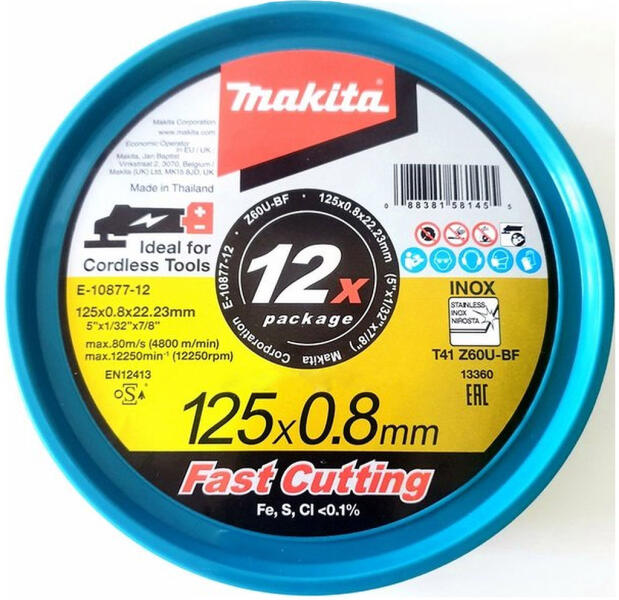 makita
Makita Corporation
www.makita.com
Economic Operator
in EU / UK
Makita, Jan Baptist
Vinkstraat 2, 3070, Belgium /
Makita (UK) Ltd, MK15 8JD, UK
Made in Thailand
Ideal for
Cordless Tools
E-10877-12
125x0.8x22.23mm
5"x1/32"x7/8"
max.80m/s (4800 m/min)
max.12250min⁻¹ (12250rpm)
EN12413
oSa
E-10877-12 · Z60U-BF · 125x0.8x22.23mm (5"x1/32"x7/8") Makita Corporation
12x
package
0 88381 58145 5
INOX
STAINLESS
INOX
NIROSTA
T41 Z60U-BF
13360
EAC
125x0.8mm
Fast Cutting
Fe, S, Cl <0.1%